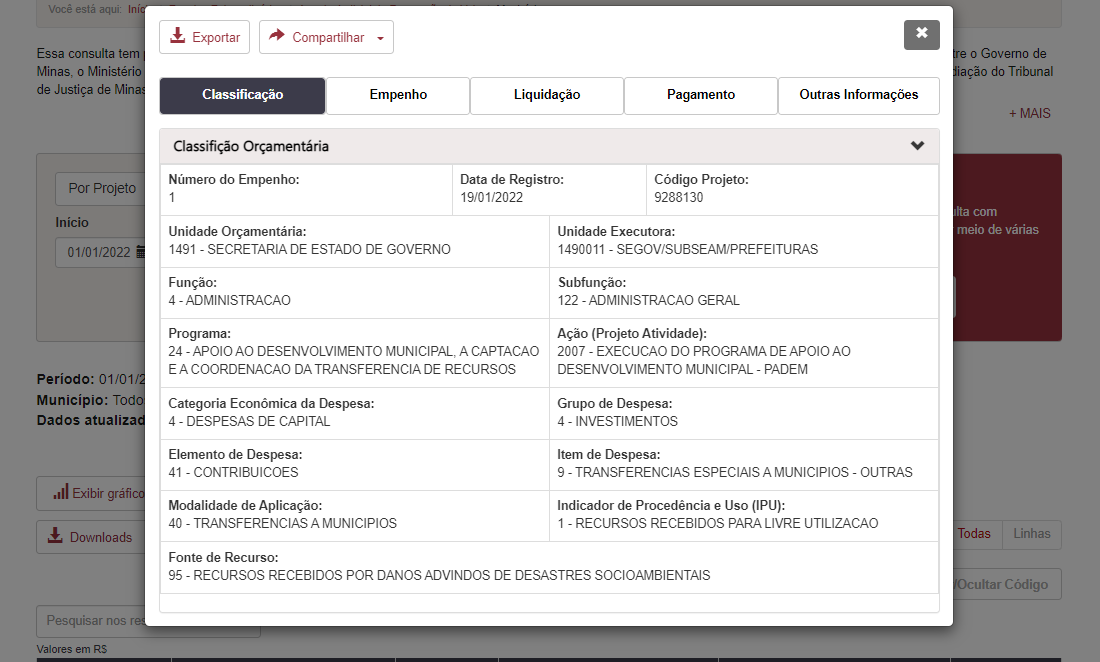 Você está aqui:
Essa consulta tem
tre o Governo de
Minas, o Ministério
diação do Tribunal
de Justiça de Minas
+ MAIS
Exportar
Compartilhar
Classificação
Empenho
Liquidação
Pagamento
Outras Informações
Classifição Orçamentária
Número do Empenho:
1
Data de Registro:
19/01/2022
Código Projeto:
9288130
Unidade Orçamentária:
1491 - SECRETARIA DE ESTADO DE GOVERNO
Unidade Executora:
1490011 - SEGOV/SUBSEAM/PREFEITURAS
Função:
4 - ADMINISTRACAO
Subfunção:
122 - ADMINISTRACAO GERAL
Programa:
24 - APOIO AO DESENVOLVIMENTO MUNICIPAL, A CAPTACAO
E A COORDENACAO DA TRANSFERENCIA DE RECURSOS
Ação (Projeto Atividade):
2007 - EXECUCAO DO PROGRAMA DE APOIO AO
DESENVOLVIMENTO MUNICIPAL - PADEM
Categoria Econômica da Despesa:
4 - DESPESAS DE CAPITAL
Grupo de Despesa:
4 - INVESTIMENTOS
Elemento de Despesa:
41 - CONTRIBUICOES
Item de Despesa:
9 - TRANSFERENCIAS ESPECIAIS A MUNICIPIOS - OUTRAS
Modalidade de Aplicação:
40 - TRANSFERENCIAS A MUNICIPIOS
Indicador de Procedência e Uso (IPU):
1 - RECURSOS RECEBIDOS PARA LIVRE UTILIZACAO
Fonte de Recurso:
95 - RECURSOS RECEBIDOS POR DANOS ADVINDOS DE DESASTRES SOCIOAMBIENTAIS
Por Projeto
Início
01/01/2022
ulta com
meio de várias
Período: 01/01/2
Município: Todo
Dados atualizad
Exibir gráfico
Downloads
Todas
Linhas
/Ocultar Código
Pesquisar nos res
Valores em R$